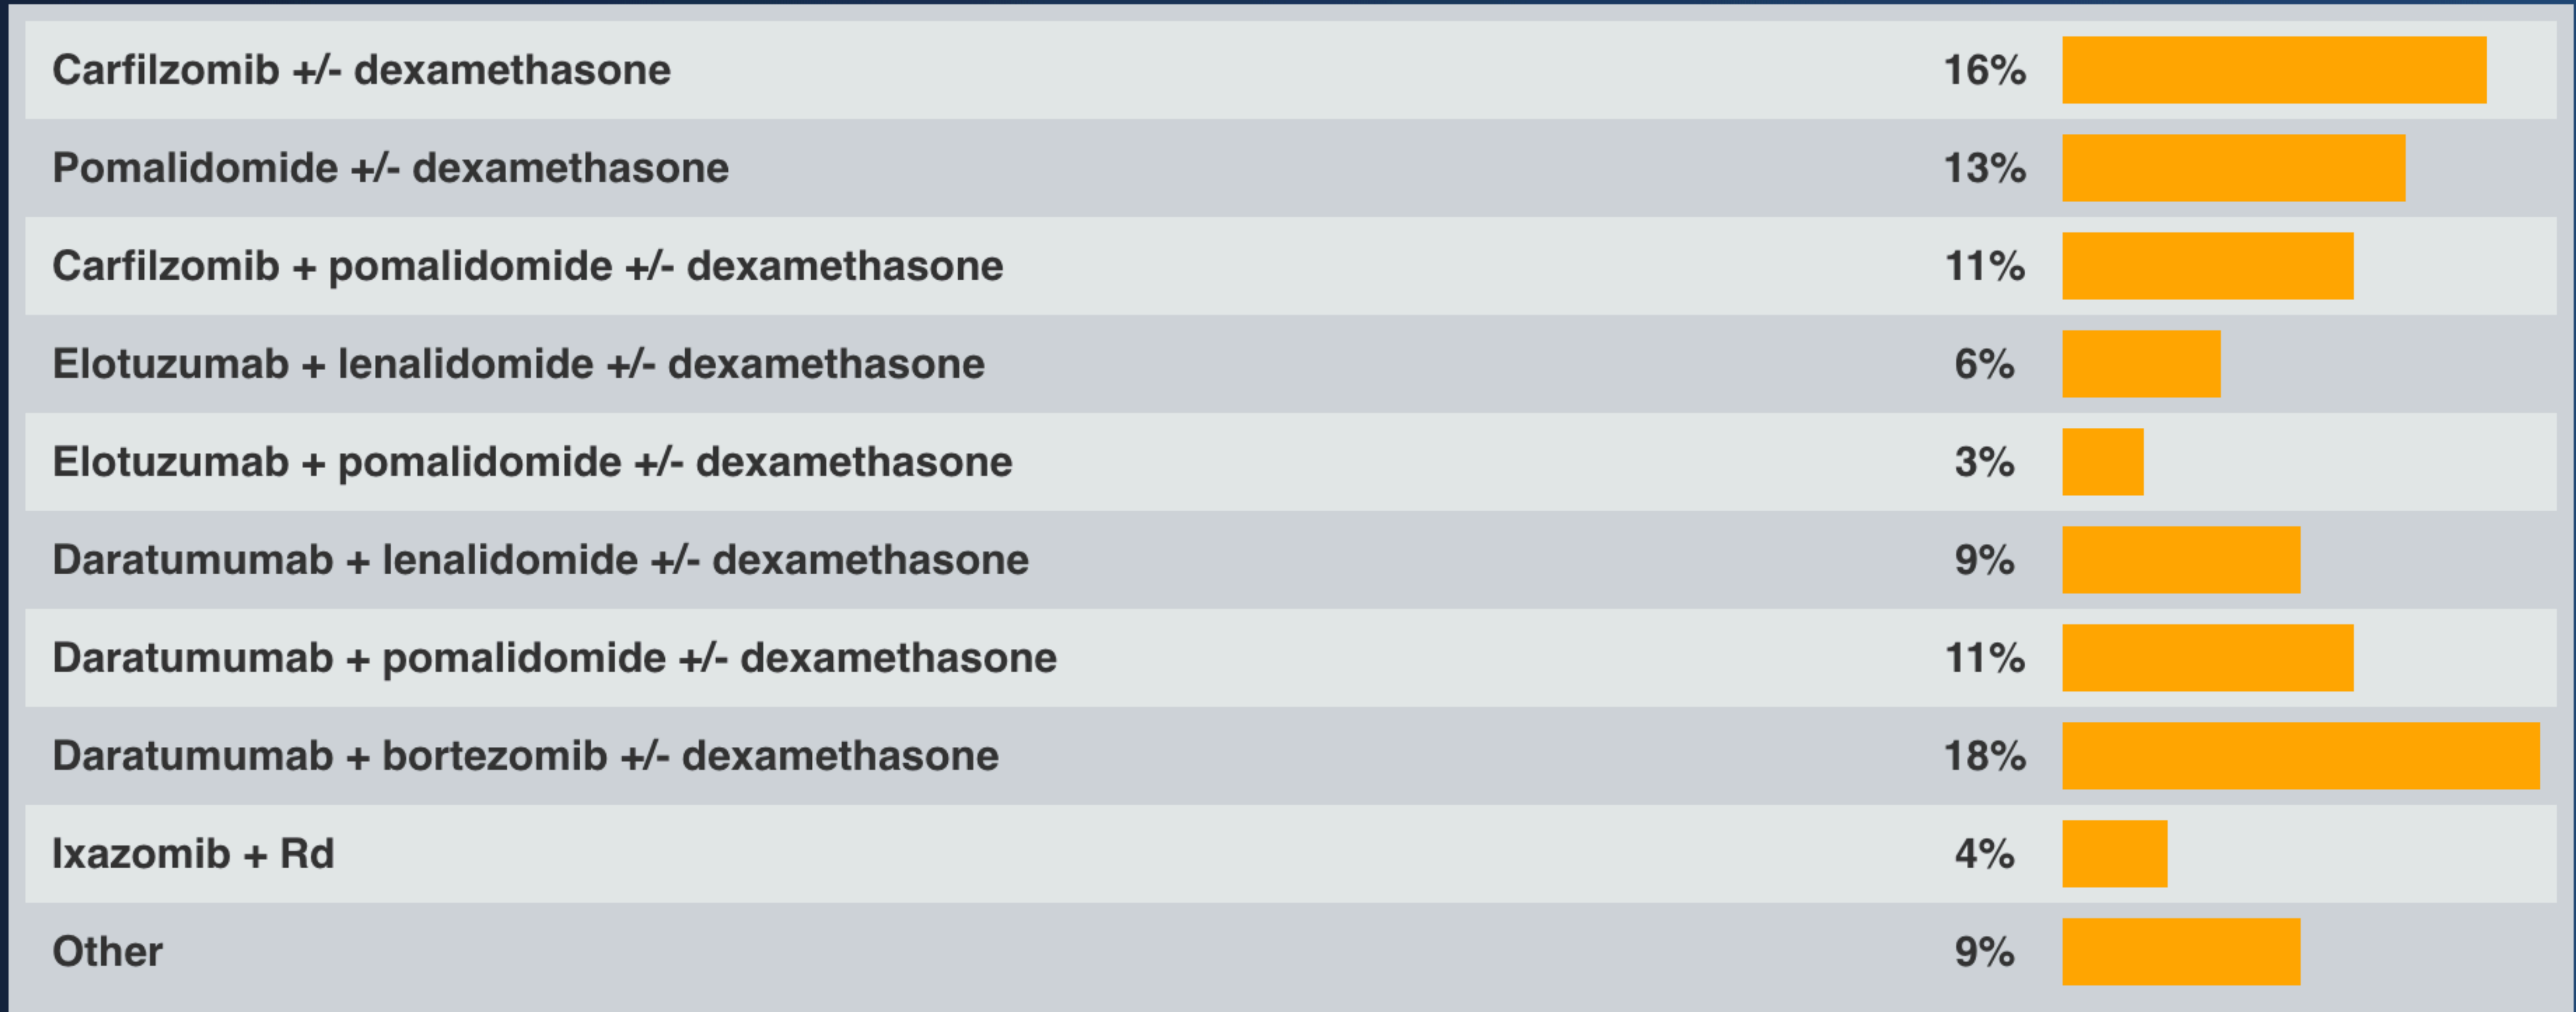 Carfilzomib +/- dexamethasone 16%
Pomalidomide +/- dexamethasone 13%
Carfilzomib + pomalidomide +/- dexamethasone 11%
Elotuzumab + lenalidomide +/- dexamethasone 6%
Elotuzumab + pomalidomide +/- dexamethasone 3%
Daratumumab + lenalidomide +/- dexamethasone 9%
Daratumumab + pomalidomide +/- dexamethasone 11%
Daratumumab + bortezomib +/- dexamethasone 18%
Ixazomib + Rd 4%
Other 9%